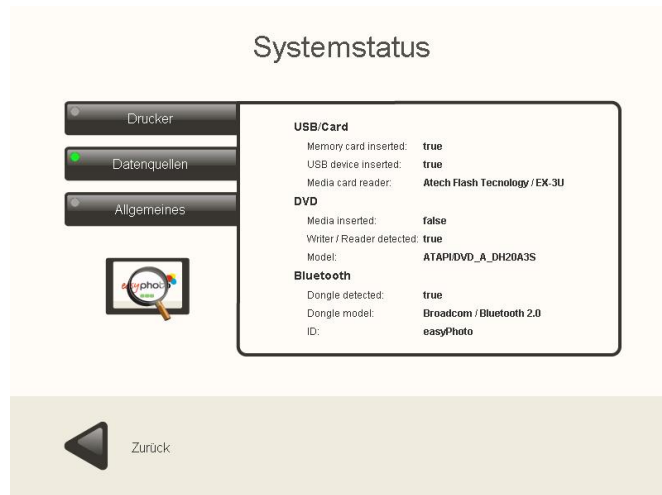 Systemstatus
Drucker
Datenquellen
Allgemeines
easyphoto
USB/Card
Memory card inserted: true
USB device inserted: true
Media card reader: Atech Flash Tecnology / EX-3U
DVD
Media inserted: false
Writer / Reader detected: true
Model: ATAPI/DVD_A_DH20A3S
Bluetooth
Dongle detected: true
Dongle model: Broadcom / Bluetooth 2.0
ID: easyPhoto
Zurück